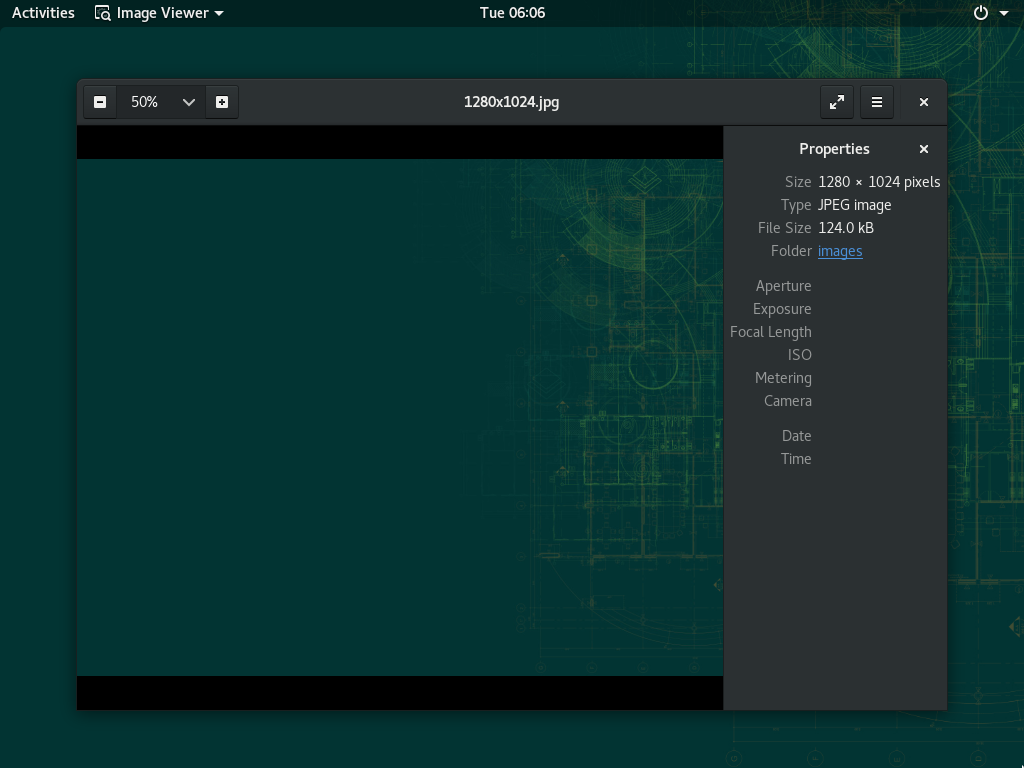 Activities Image Viewer Tue 06:06
50% 1280x1024.jpg
Properties
Size 1280 × 1024 pixels
Type JPEG image
File Size 124.0 kB
Folder images
Aperture
Exposure
Focal Length
ISO
Metering
Camera
Date
Time